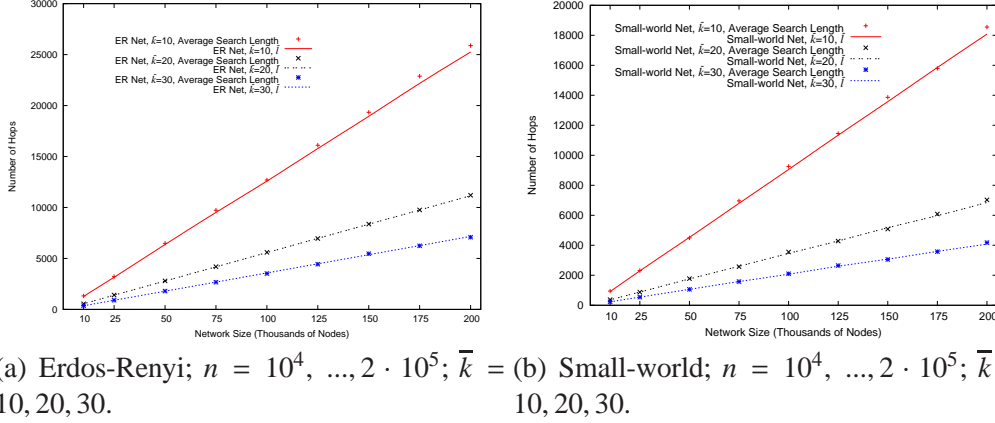 30000
25000
20000
15000
10000
5000
0
Number of Hops
ER Net, k̄=10, Average Search Length
ER Net, k̄=10, l̄
ER Net, k̄=20, Average Search Length
ER Net, k̄=20, l̄
ER Net, k̄=30, Average Search Length
ER Net, k̄=30, l̄
10 25 50 75 100 125 150 175 200
Network Size (Thousands of Nodes)
20000
18000
16000
14000
12000
10000
8000
6000
4000
2000
0
Number of Hops
Small-world Net, k̄=10, Average Search Length
Small-world Net, k̄=10, l̄
Small-world Net, k̄=20, Average Search Length
Small-world Net, k̄=20, l̄
Small-world Net, k̄=30, Average Search Length
Small-world Net, k̄=30, l̄
10 25 50 75 100 125 150 175 200
Network Size (Thousands of Nodes)
(a) Erdos-Renyi; n = 10⁴, ..., 2 · 10⁵; k̄ =
10, 20, 30.
(b) Small-world; n = 10⁴, ..., 2 · 10⁵; k̄
10, 20, 30.